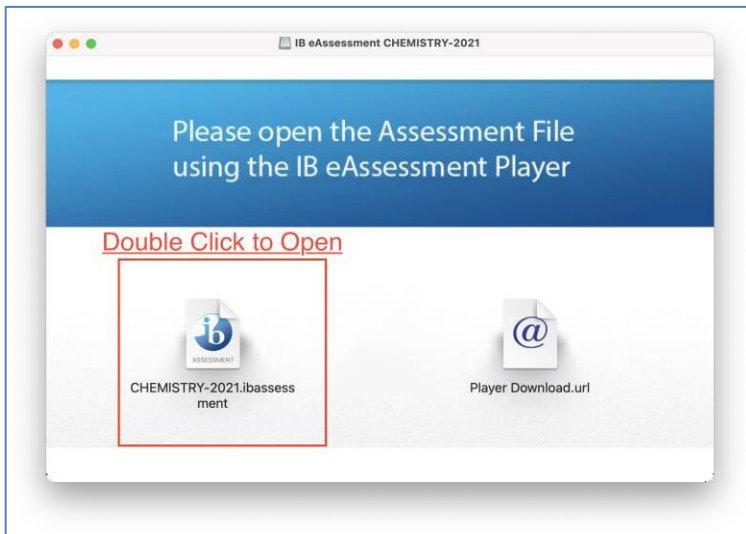 IB eAssessment CHEMISTRY-2021
Please open the Assessment File
using the IB eAssessment Player
Double Click to Open
ib
ASSESSMENT
@
CHEMISTRY-2021.ibassess
ment
Player Download.url